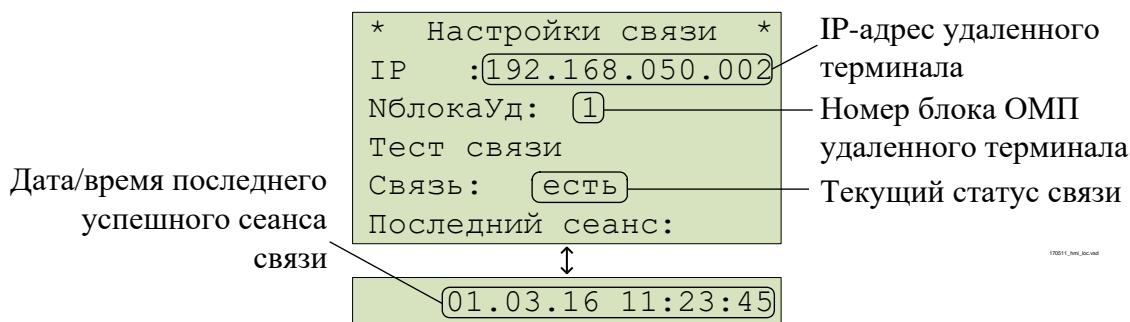 * Настройки связи *
IP :192.168.050.002
NблокаУд: 1
Тест связи
Связь: есть
Последний сеанс:
01.03.16 11:23:45
IP-адрес удаленного
терминала
Номер блока ОМП
удаленного терминала
Текущий статус связи
Дата/время последнего
успешного сеанса
связи
170511_hmi_loc.vsd